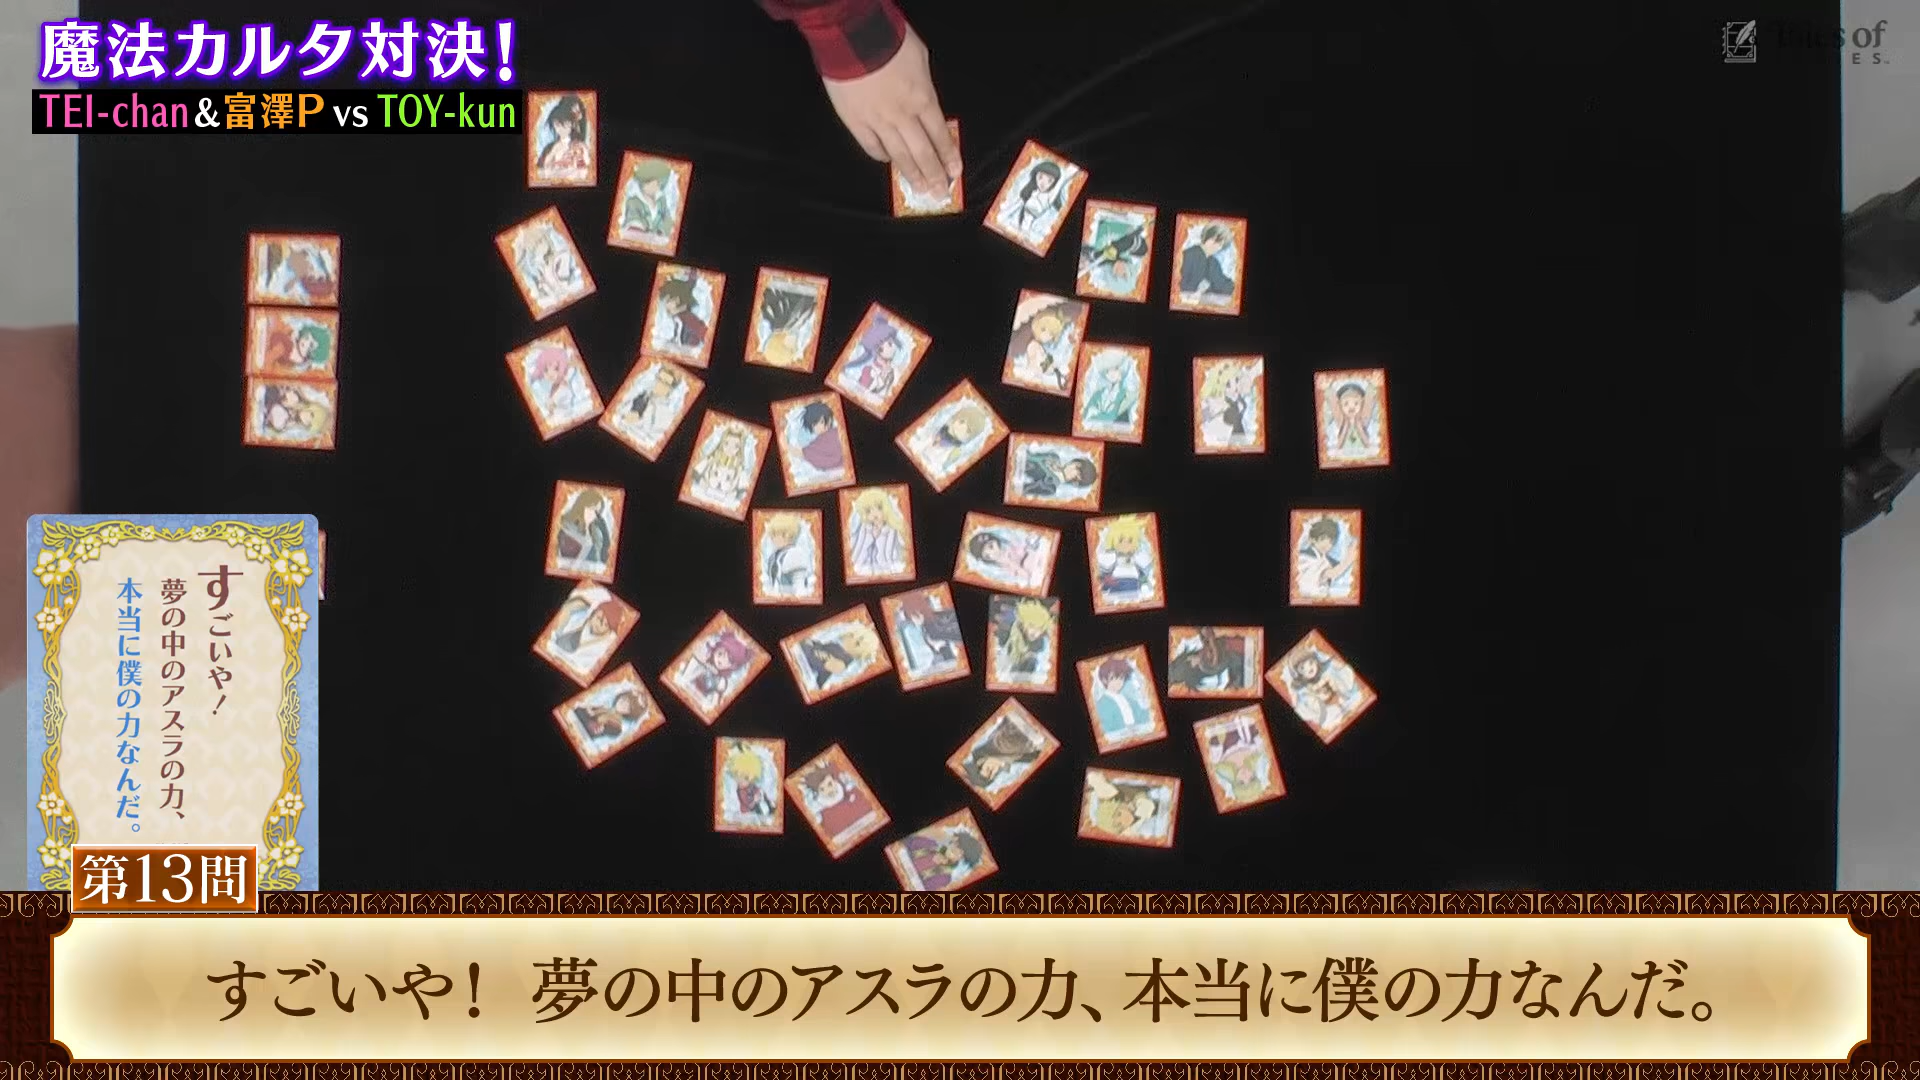 魔法カルタ対決!
TEI-chan&富澤P vs TOY-kun
Tales of
すごいや!
夢の中のアスラの力、
本当に僕の力なんだ。
第13問
すごいや! 夢の中のアスラの力、本当に僕の力なんだ。